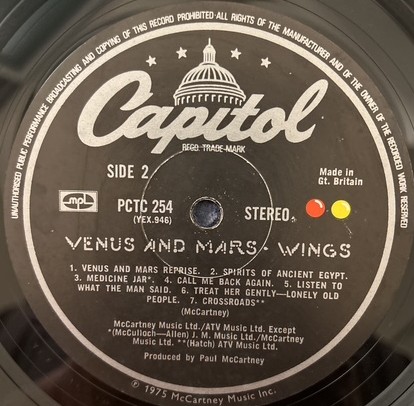 UNAUTHORISED PUBLIC PERFORMANCE BROADCASTING AND COPYING OF THIS RECORD PROHIBITED·ALL RIGHTS OF THE MANUFACTURER AND OF THE OWNER OF THE RECORDED WORK RESERVED
Capitol
REGD. TRADE MARK
SIDE 2
Made in
Gt. Britain
mpl
PCTC 254
(YEX.946)
STEREO
VENUS AND MARS · WINGS
1. VENUS AND MARS REPRISE. 2. SPIRITS OF ANCIENT EGYPT.
3. MEDICINE JAR*. 4. CALL ME BACK AGAIN. 5. LISTEN TO
WHAT THE MAN SAID. 6. TREAT HER GENTLY—LONELY OLD
PEOPLE. 7. CROSSROADS**
(McCartney)
McCartney Music Ltd./ATV Music Ltd. Except
*(McCulloch—Allen) J. M. Music Ltd./McCartney
Music Ltd. **(Hatch) ATV Music Ltd.
Produced by Paul McCartney
℗ 1975 McCartney Music Inc.